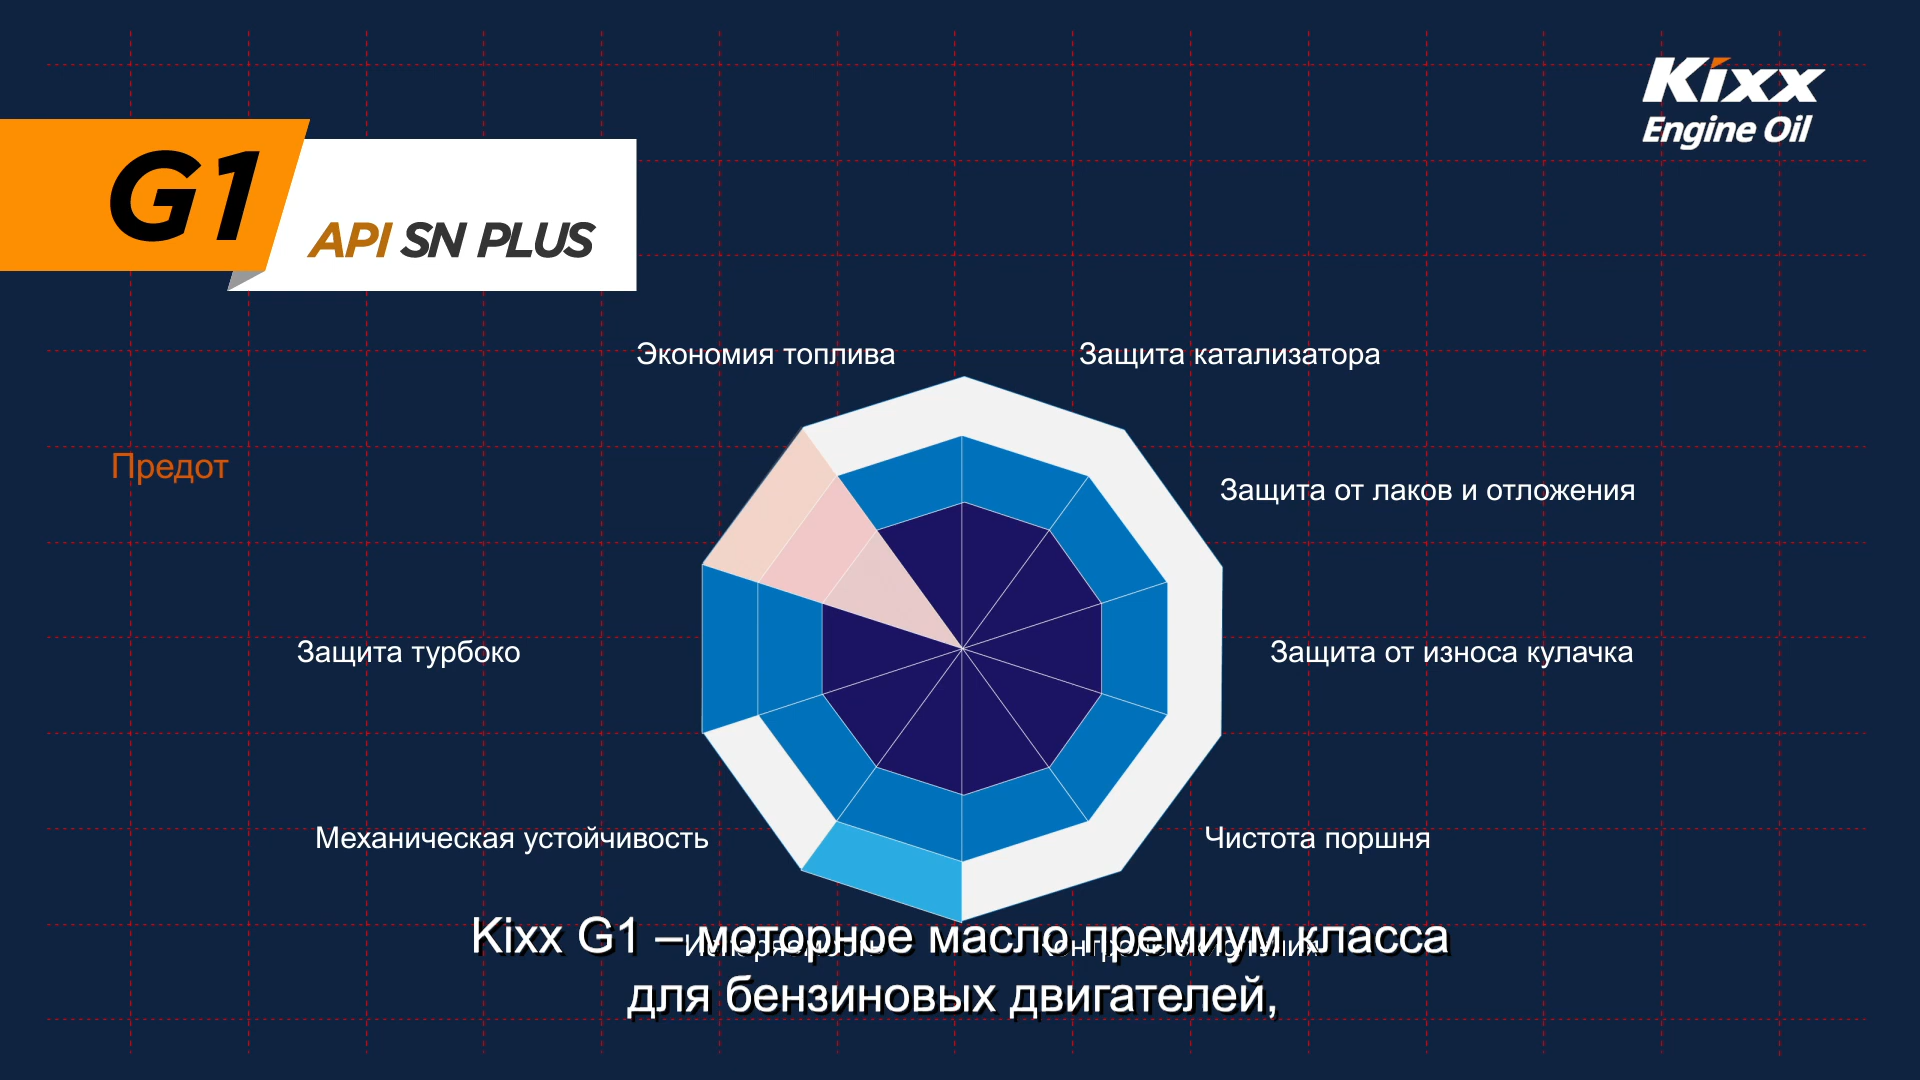 Kixx
Engine Oil
G1
API SN PLUS
Экономия топлива
Защита катализатора
Предот
Защита от лаков и отложения
Защита турбоко
Защита от износа кулачка
Механическая устойчивость
Чистота поршня
Kixx G1 – моторное масло премиум класса
для бензиновых двигателей,